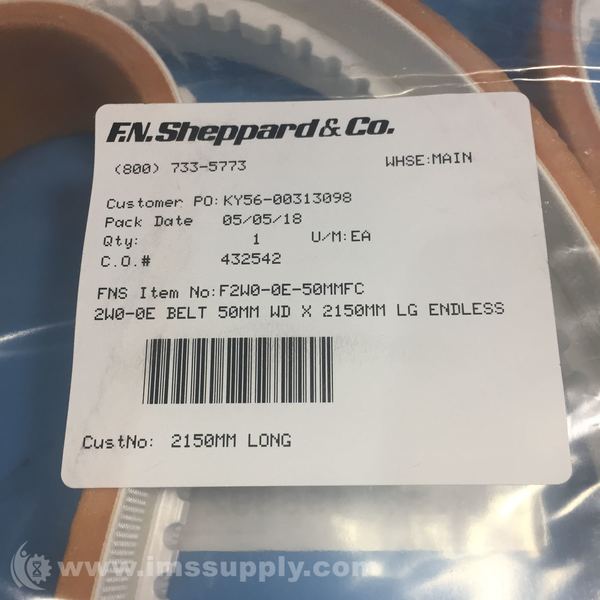 F.N. Sheppard & Co.
(800) 733-5773 WHSE:MAIN
Customer PO: KY56-00313098
Pack Date 05/05/18
Qty: 1 U/M:EA
C.O.# 432542
FNS Item No: F2W0-0E-50MMFC
2W0-0E BELT 50MM WD X 2150MM LG ENDLESS
CustNo: 2150MM LONG
www.imssupply.com